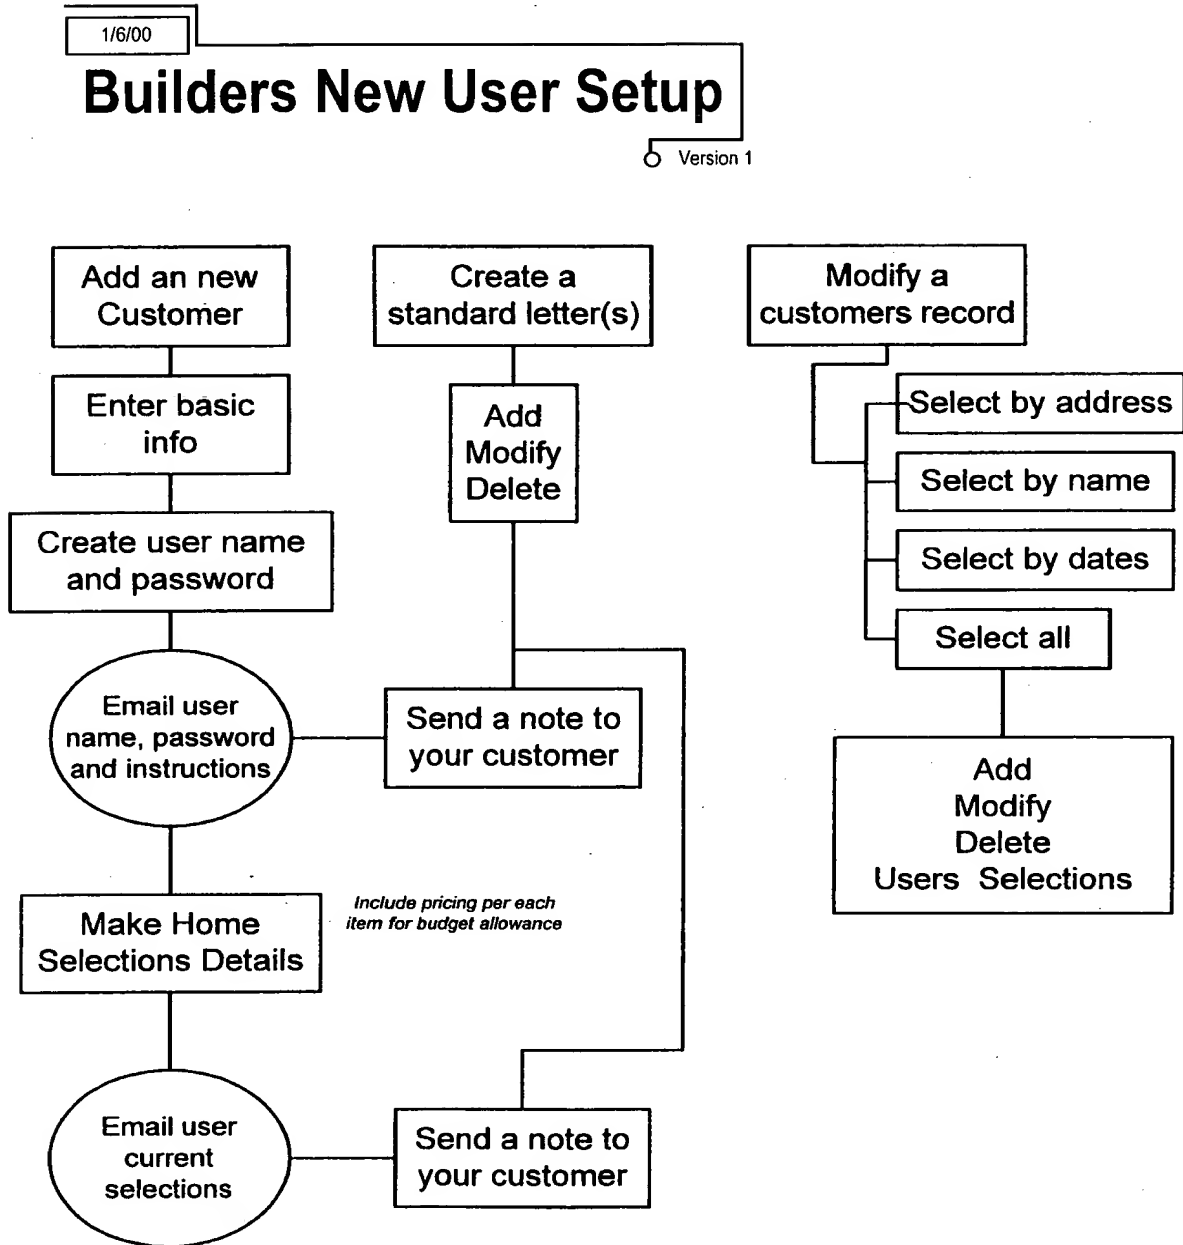 1/6/00
Builders New User Setup
Version 1
Add an new
Customer
Enter basic
info
Create user name
and password
Email user
name, password
and instructions
Make Home
Selections Details
Include pricing per each
item for budget allowance
Email user
current
selections
Create a
standard letter(s)
Add
Modify
Delete
Send a note to
your customer
Send a note to
your customer
Modify a
customers record
Select by address
Select by name
Select by dates
Select all
Add
Modify
Delete
Users Selections